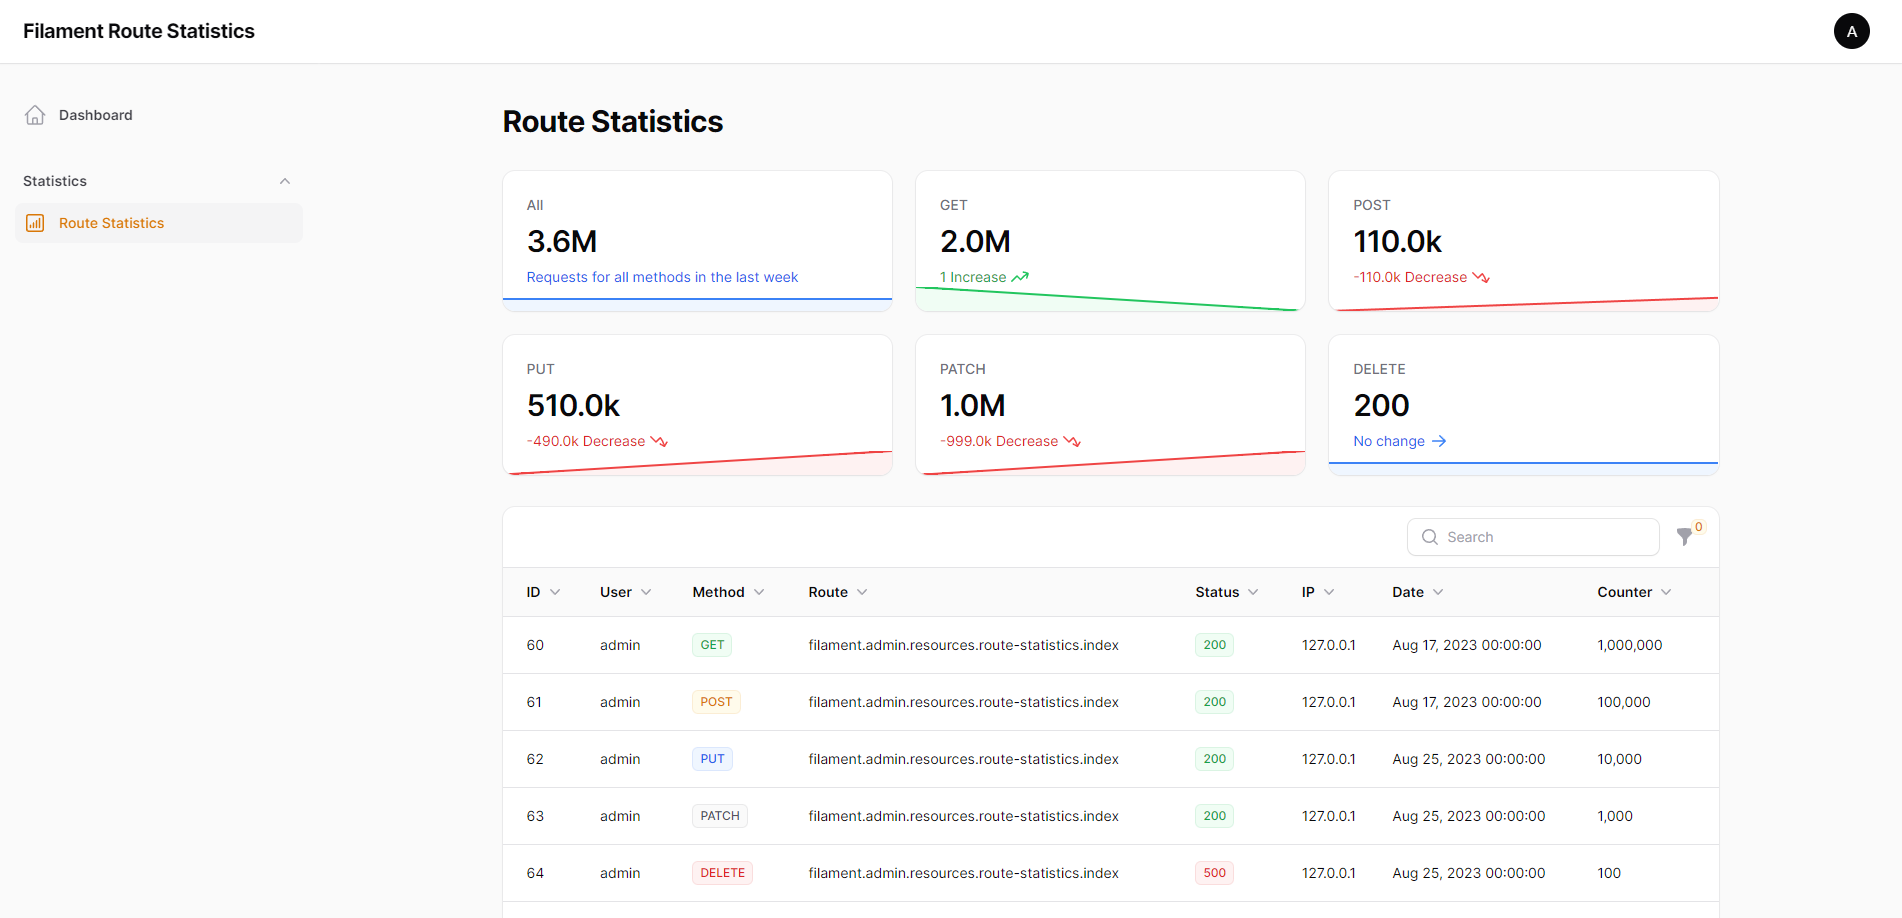 Filament Route Statistics
A
Dashboard
Statistics
Route Statistics
Route Statistics
All
3.6M
Requests for all methods in the last week
GET
2.0M
1 Increase
POST
110.0k
-110.0k Decrease
PUT
510.0k
-490.0k Decrease
PATCH
1.0M
-999.0k Decrease
DELETE
200
No change
Search
0
ID User Method Route Status IP Date Counter
60 admin GET filament.admin.resources.route-statistics.index 200 127.0.0.1 Aug 17, 2023 00:00:00 1,000,000
61 admin POST filament.admin.resources.route-statistics.index 200 127.0.0.1 Aug 17, 2023 00:00:00 100,000
62 admin PUT filament.admin.resources.route-statistics.index 200 127.0.0.1 Aug 25, 2023 00:00:00 10,000
63 admin PATCH filament.admin.resources.route-statistics.index 200 127.0.0.1 Aug 25, 2023 00:00:00 1,000
64 admin DELETE filament.admin.resources.route-statistics.index 500 127.0.0.1 Aug 25, 2023 00:00:00 100